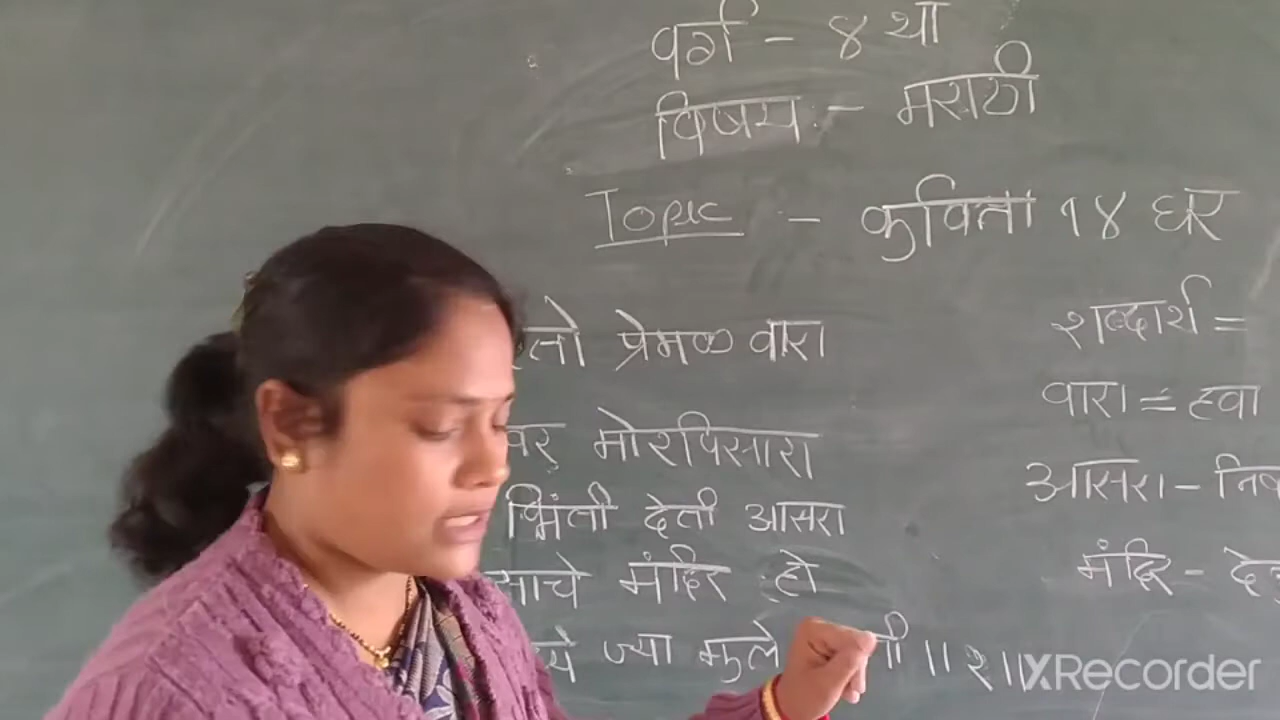 वर्ग - ४ था
विषय :- मराठी
Topic - कविता १४ घर
प्रेमळ वारा
मोरपिसारा
भिंती देती आसरा
मंदिर हो
ज्या झुले ॥ २ ॥
शब्दार्थ =
वारा = हवा
आसरा -
मंदिर -
XRecorder